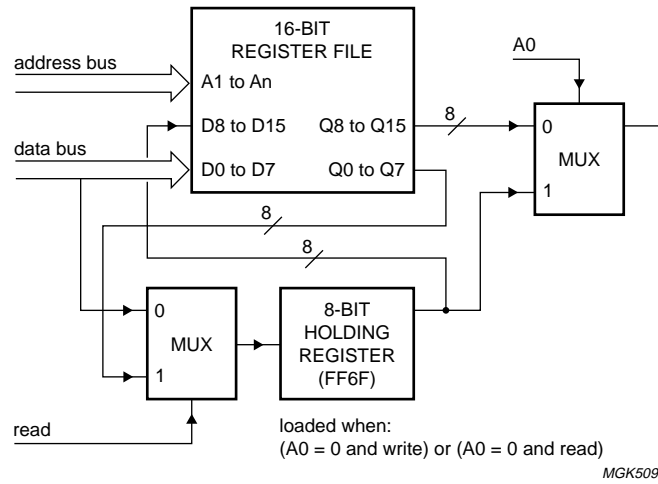 16-BIT
REGISTER FILE
A0
address bus
A1 to An
D8 to D15
Q8 to Q15
8
0
data bus
MUX
D0 to D7
Q0 to Q7
1
8
8
0
8-BIT
HOLDING
REGISTER
(FF6F)
MUX
1
read
loaded when:
(A0 = 0 and write) or (A0 = 0 and read)
MGK509